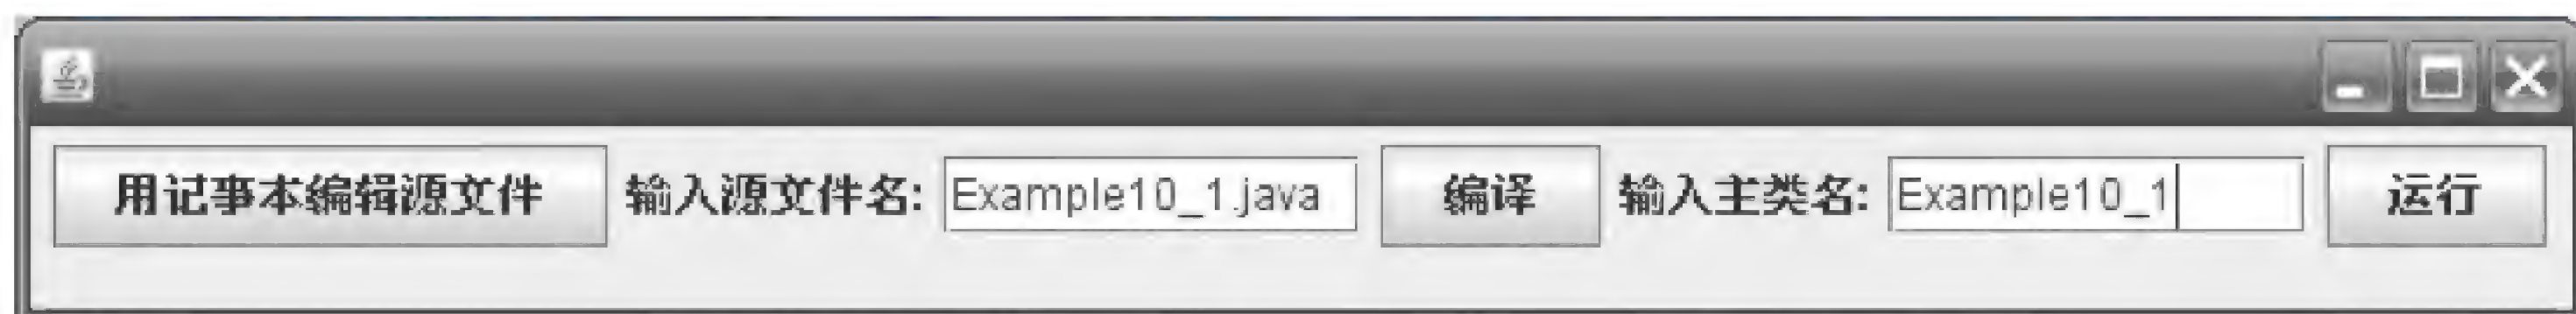 用记事本编辑源文件 输入源文件名: Example10_1.java 编译 输入主类名: Example10_1 运行